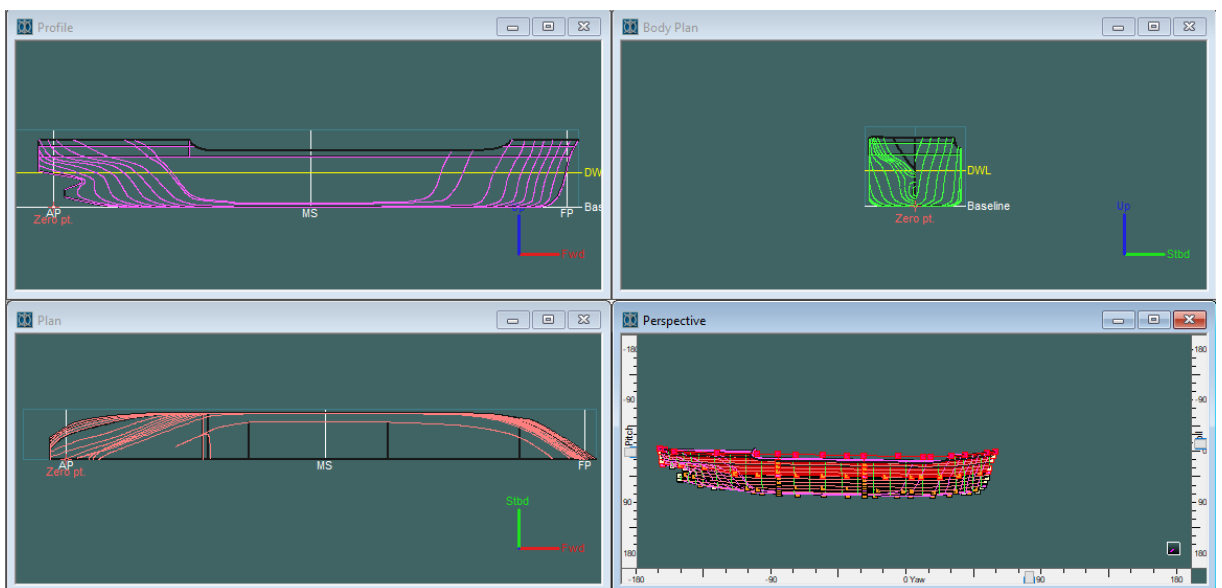 Profile
DW
MS
Bas
AP
FP
Zero pt.
Up
Fwd
Body Plan
DWL
Baseline
Zero pt.
Up
Stbd
Plan
AP
MS
FP
Zero pt.
Stbd
Fwd
Perspective
-180
-90
Pitch
90
180
-180
-90
0
90
180
-180
-90
0 Yaw
90
180